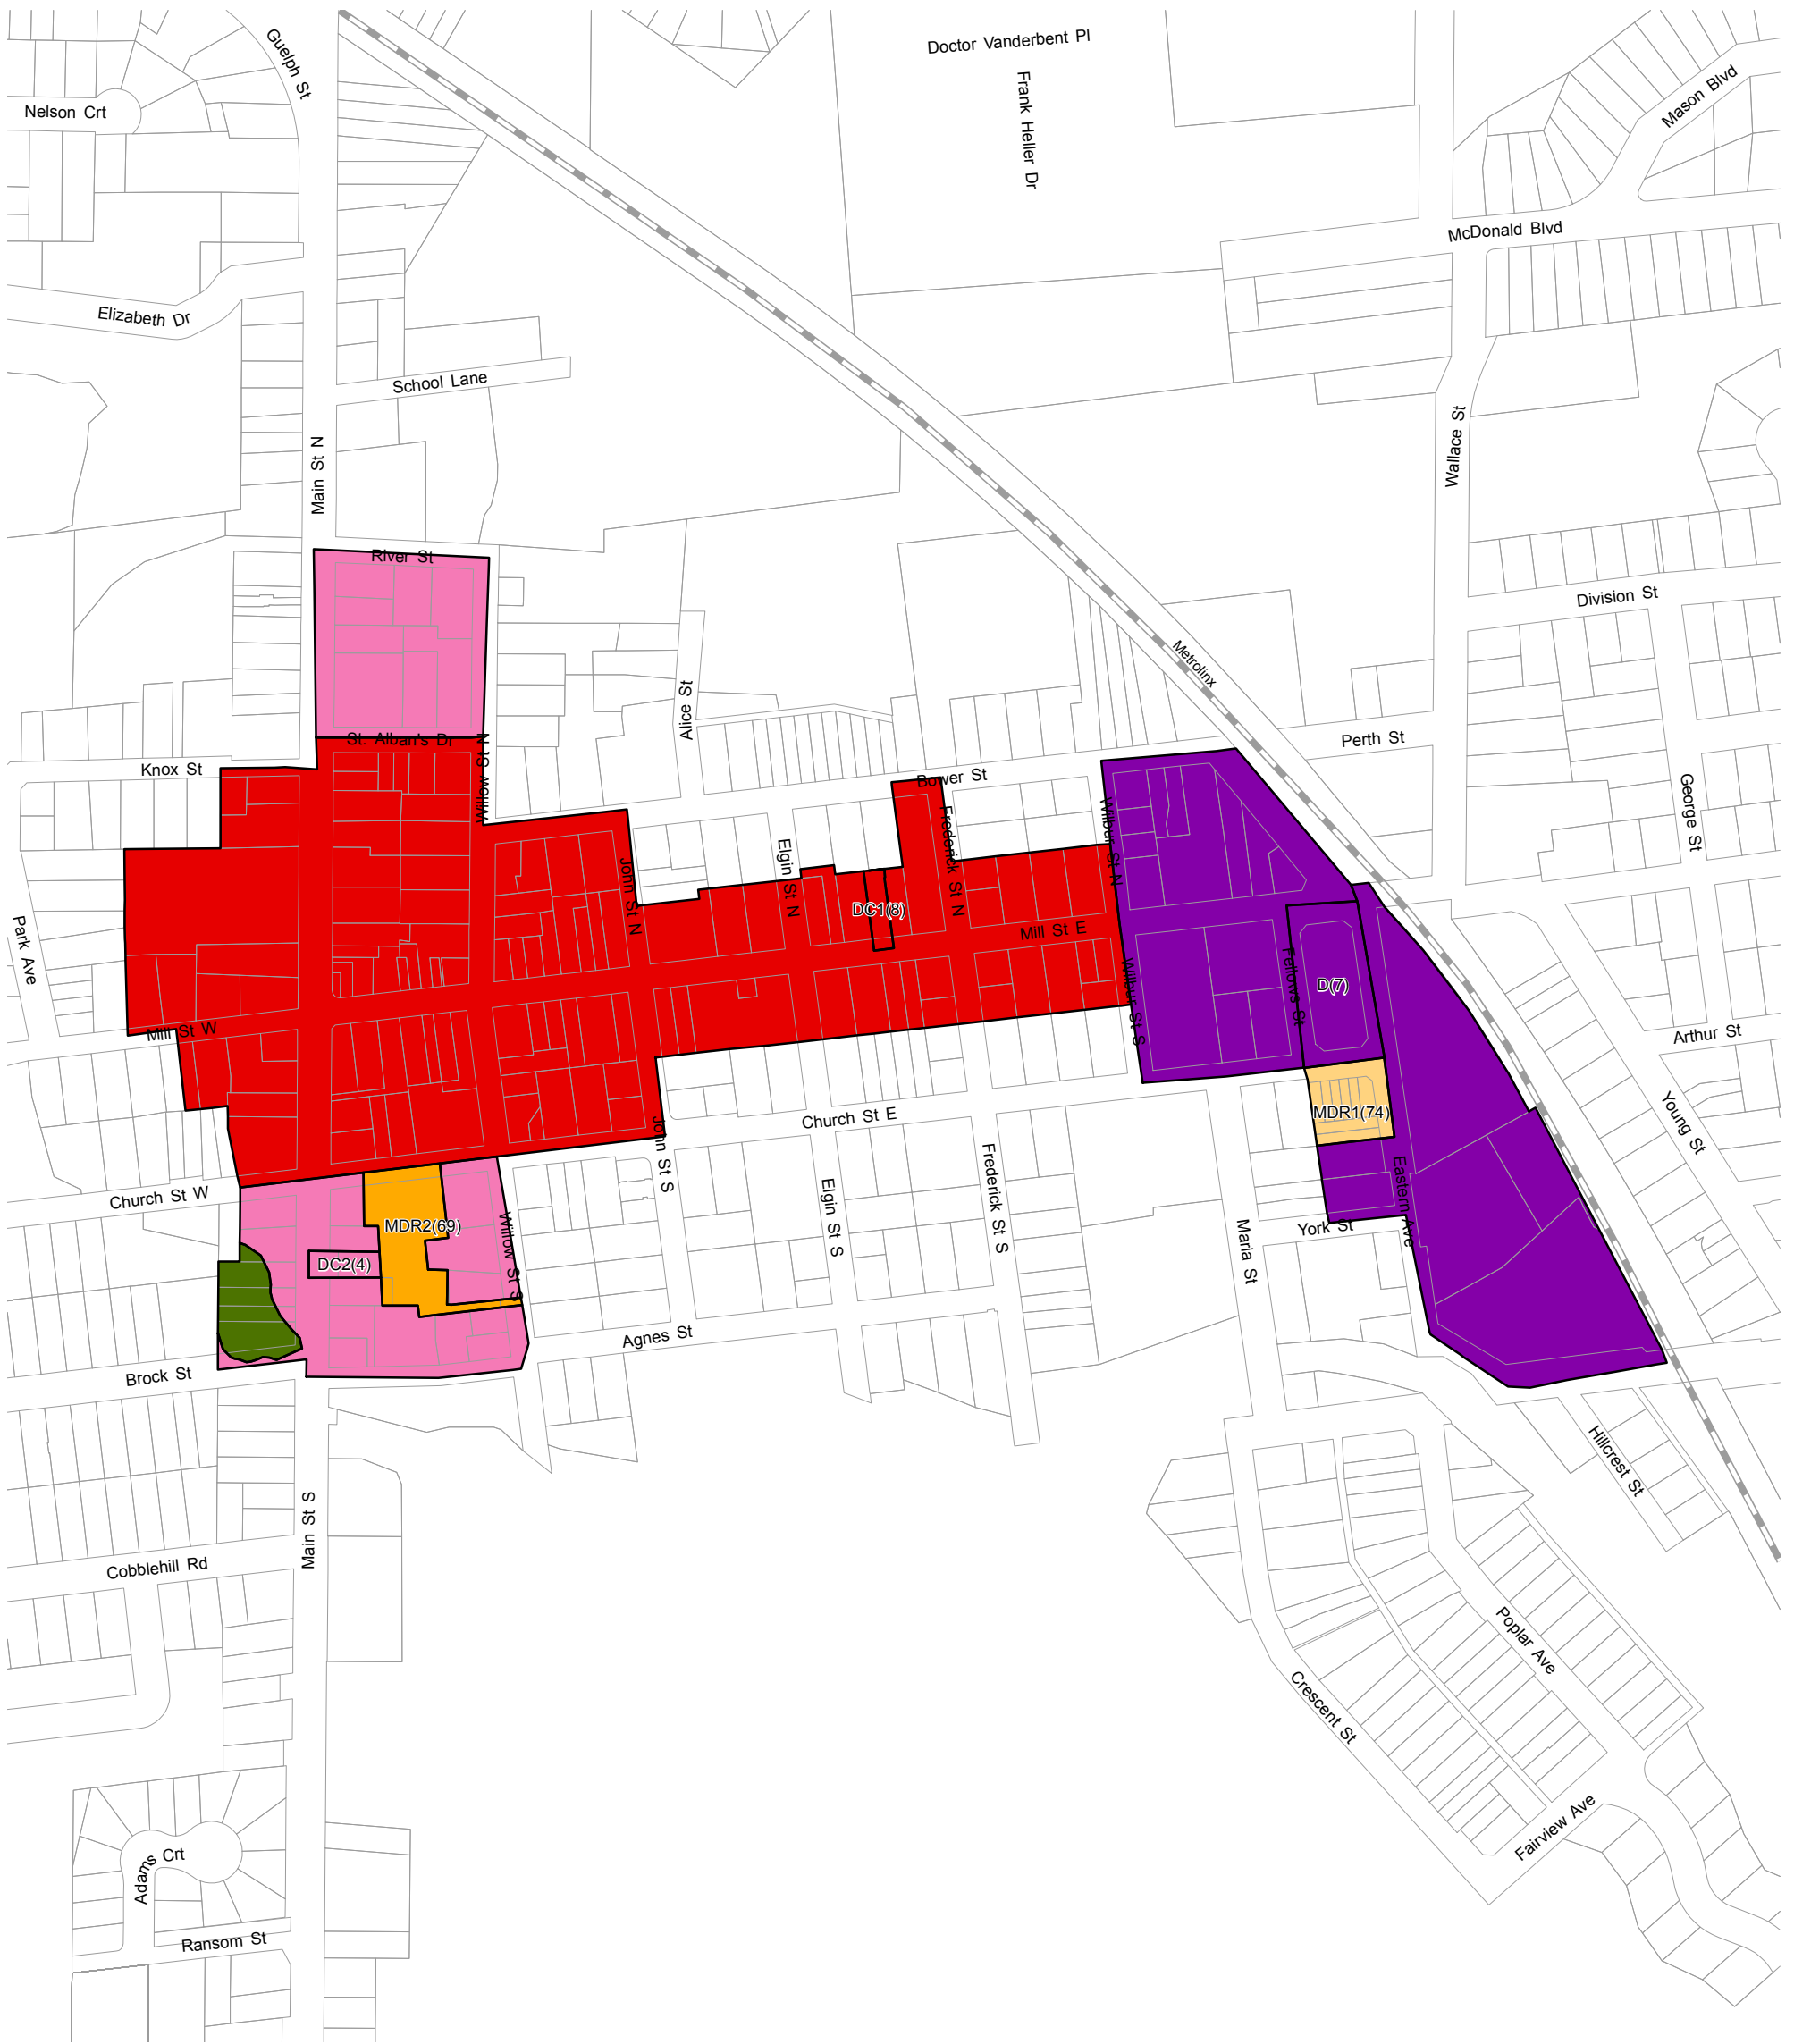 Guelph St
Doctor Vanderbent Pl
Frank Heller Dr
Mason Blvd
Nelson Crt
McDonald Blvd
Elizabeth Dr
School Lane
Main St N
Wallace St
River St
Division St
Metrolinx
Alice St
St. Alban's Dr
Perth St
Knox St
Willow St N
Bower St
George St
Wilbur St N
Frederick St N
Elgin St N
John St N
DC1(8)
Park Ave
Mill St E
Fellows St
D(7)
Wilbur St S
Mill St W
Arthur St
MDR1(74)
Young St
Church St E
John St S
Church St W
Eastern Ave
Elgin St S
Frederick St S
MDR2(69)
Willow St S
York St
Maria St
DC2(4)
Agnes St
Brock St
Hillcrest St
Main St S
Cobblehill Rd
Poplar Ave
Crescent St
Fairview Ave
Adams Crt
Ransom St